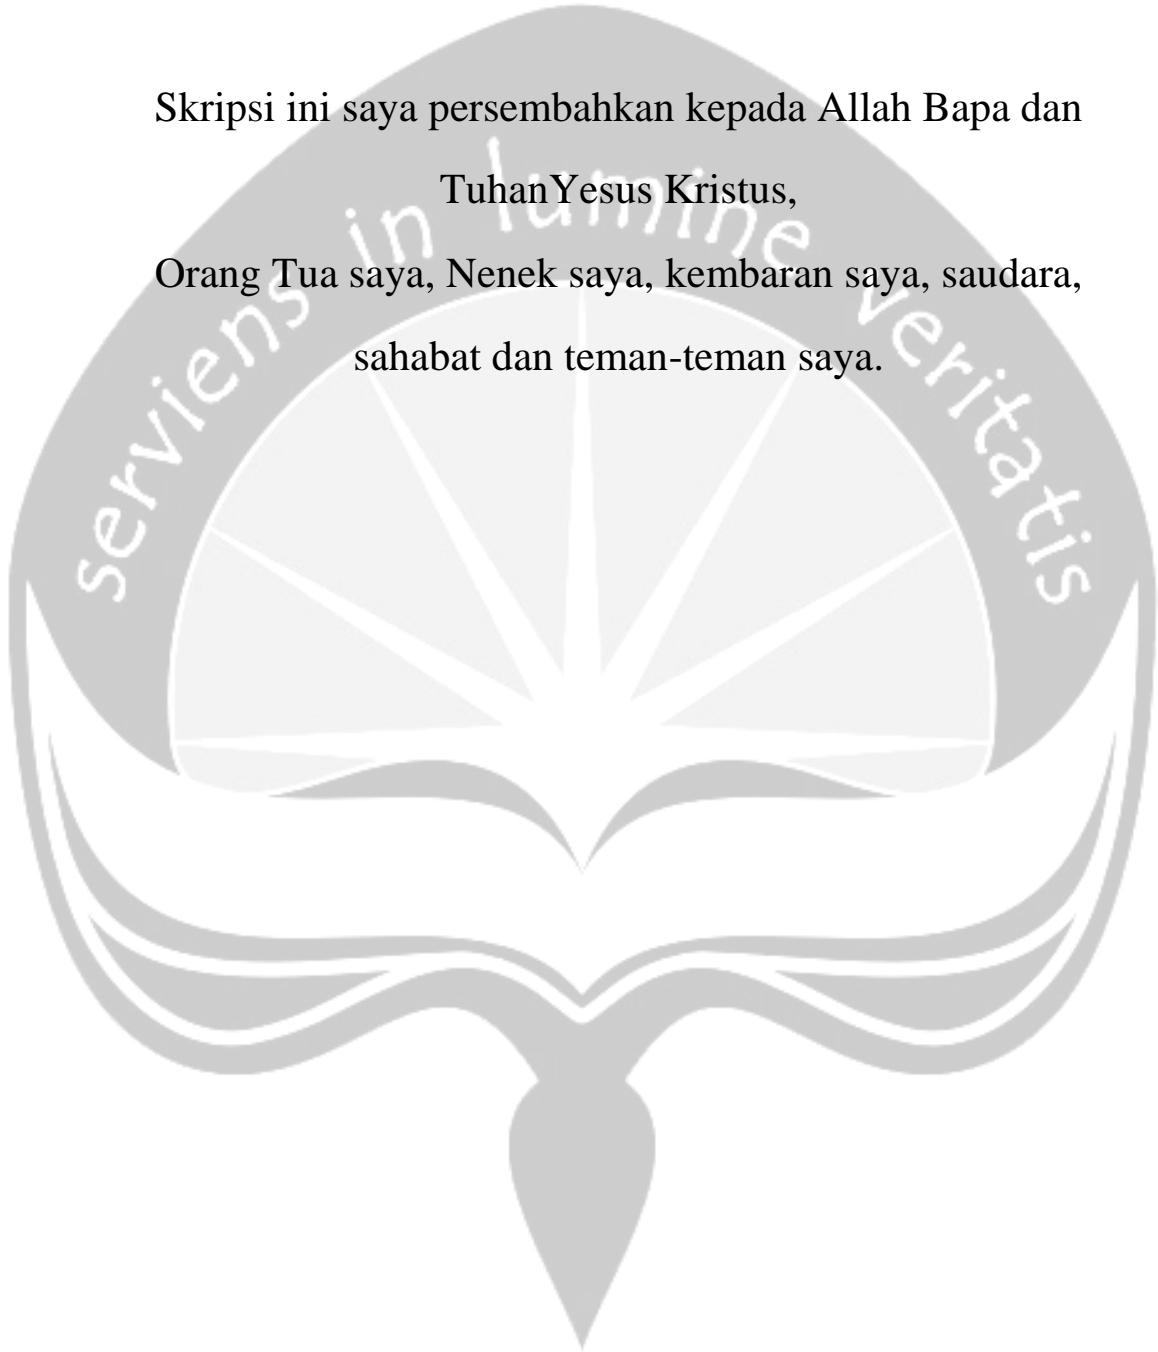 Skripsi ini saya persembahkan kepada Allah Bapa dan
TuhanYesus Kristus,
Orang Tua saya, Nenek saya, kembaran saya, saudara,
sahabat dan teman-teman saya.
serviens in lumine veritatis